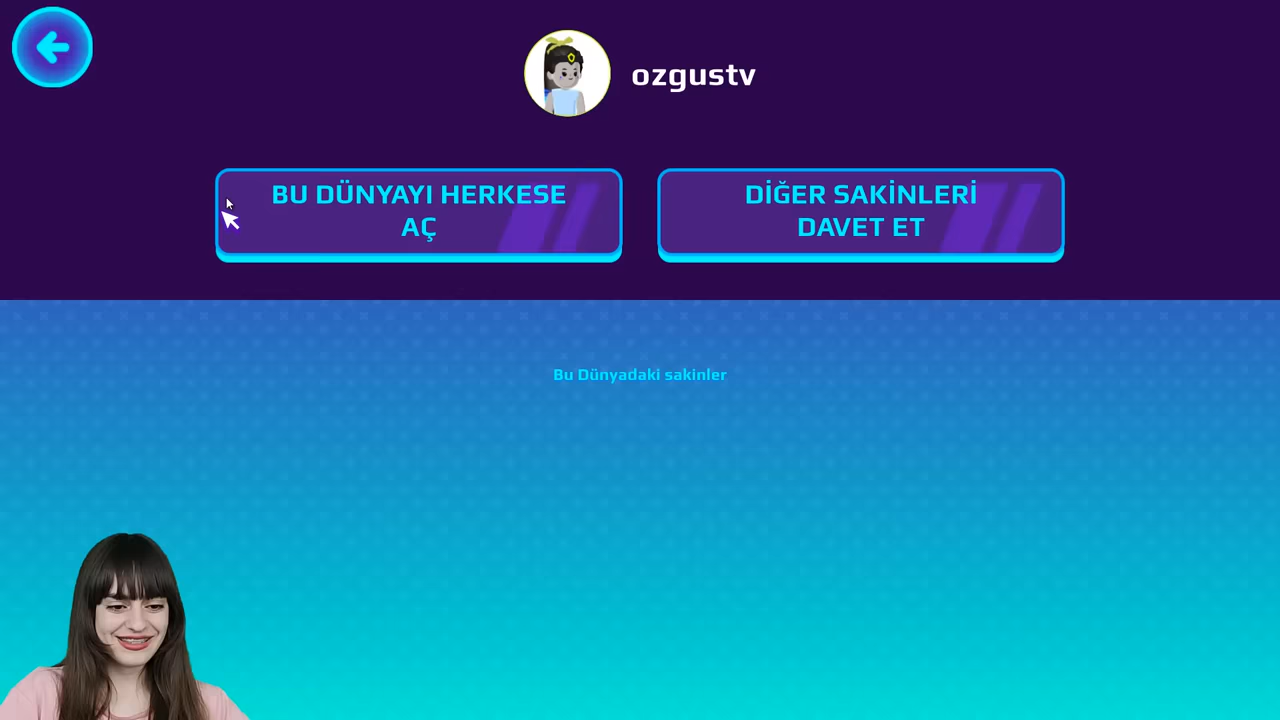 ozgustv
BU DÜNYAYI HERKESE
AÇ
DİĞER SAKİNLERİ
DAVET ET
Bu Dünyadaki sakinler